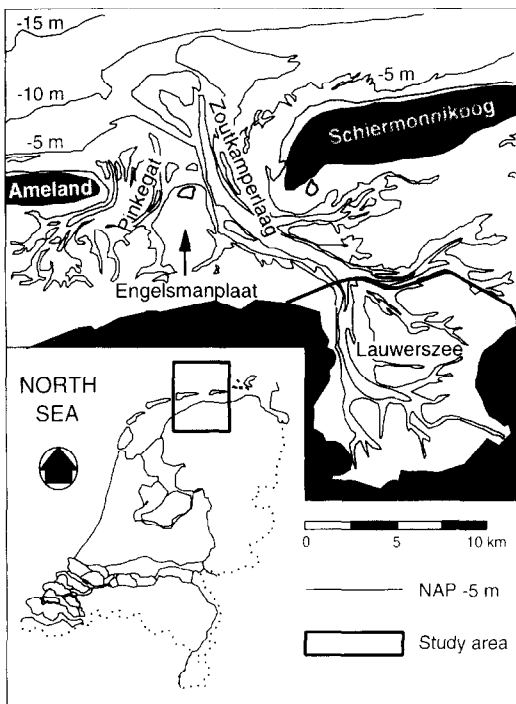 -15 m
-10 m
-5 m
-5 m
Zoutkamperlaag
Schiermonnikoog
Ameland
Pinkegat
Engelsmanplaat
Lauwerszee
NORTH
SEA
0 5 10 km
NAP -5 m
Study area